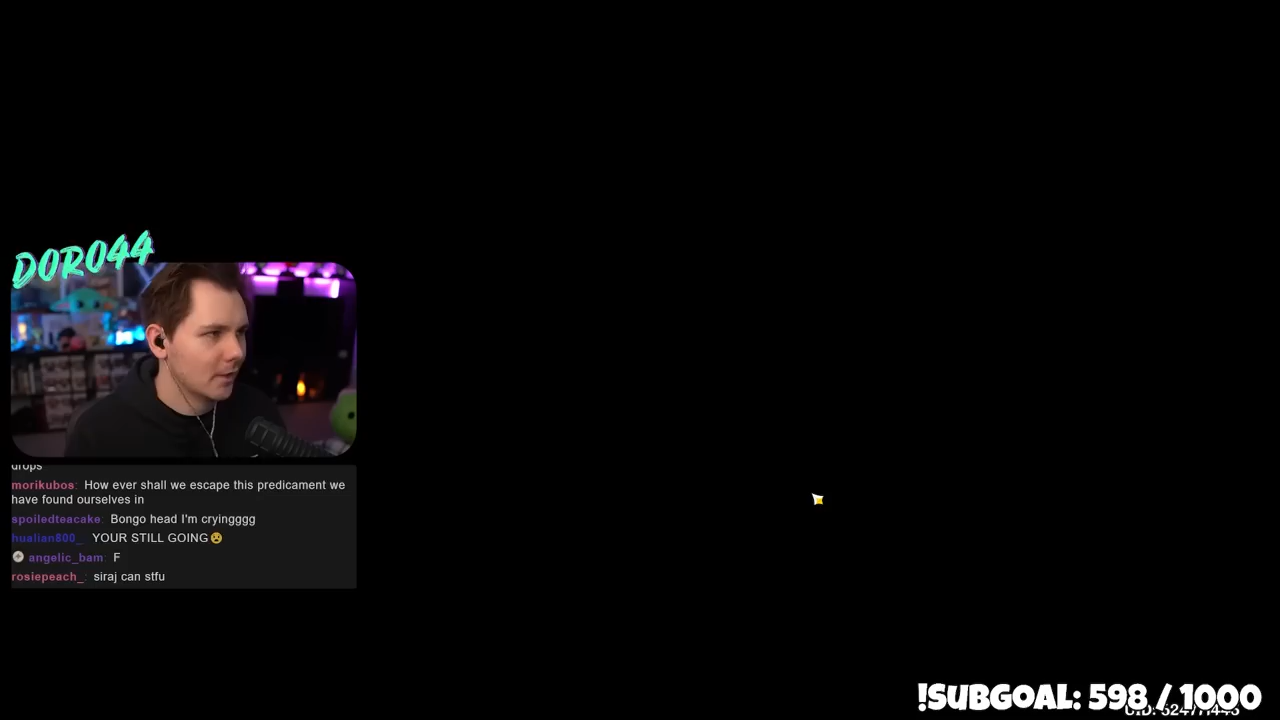 DORO44
drops
morikubos: How ever shall we escape this predicament we
have found ourselves in
spoiledteacake: Bongo head I'm cryingggg
hualian800_: YOUR STILL GOING😧
angelic_bam: F
rosiepeach_: siraj can stfu
!SUBGOAL: 598 / 1000
UID: